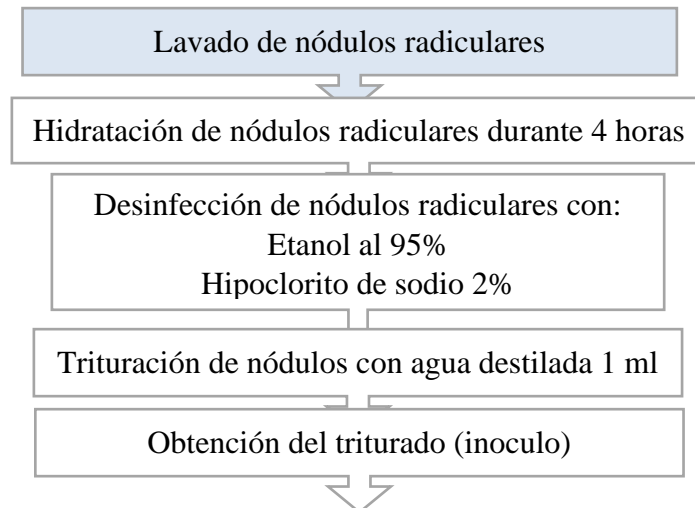 Lavado de nódulos radiculares
Hidratación de nódulos radiculares durante 4 horas
Desinfección de nódulos radiculares con:
Etanol al 95%
Hipoclorito de sodio 2%
Trituración de nódulos con agua destilada 1 ml
Obtención del triturado (inoculo)